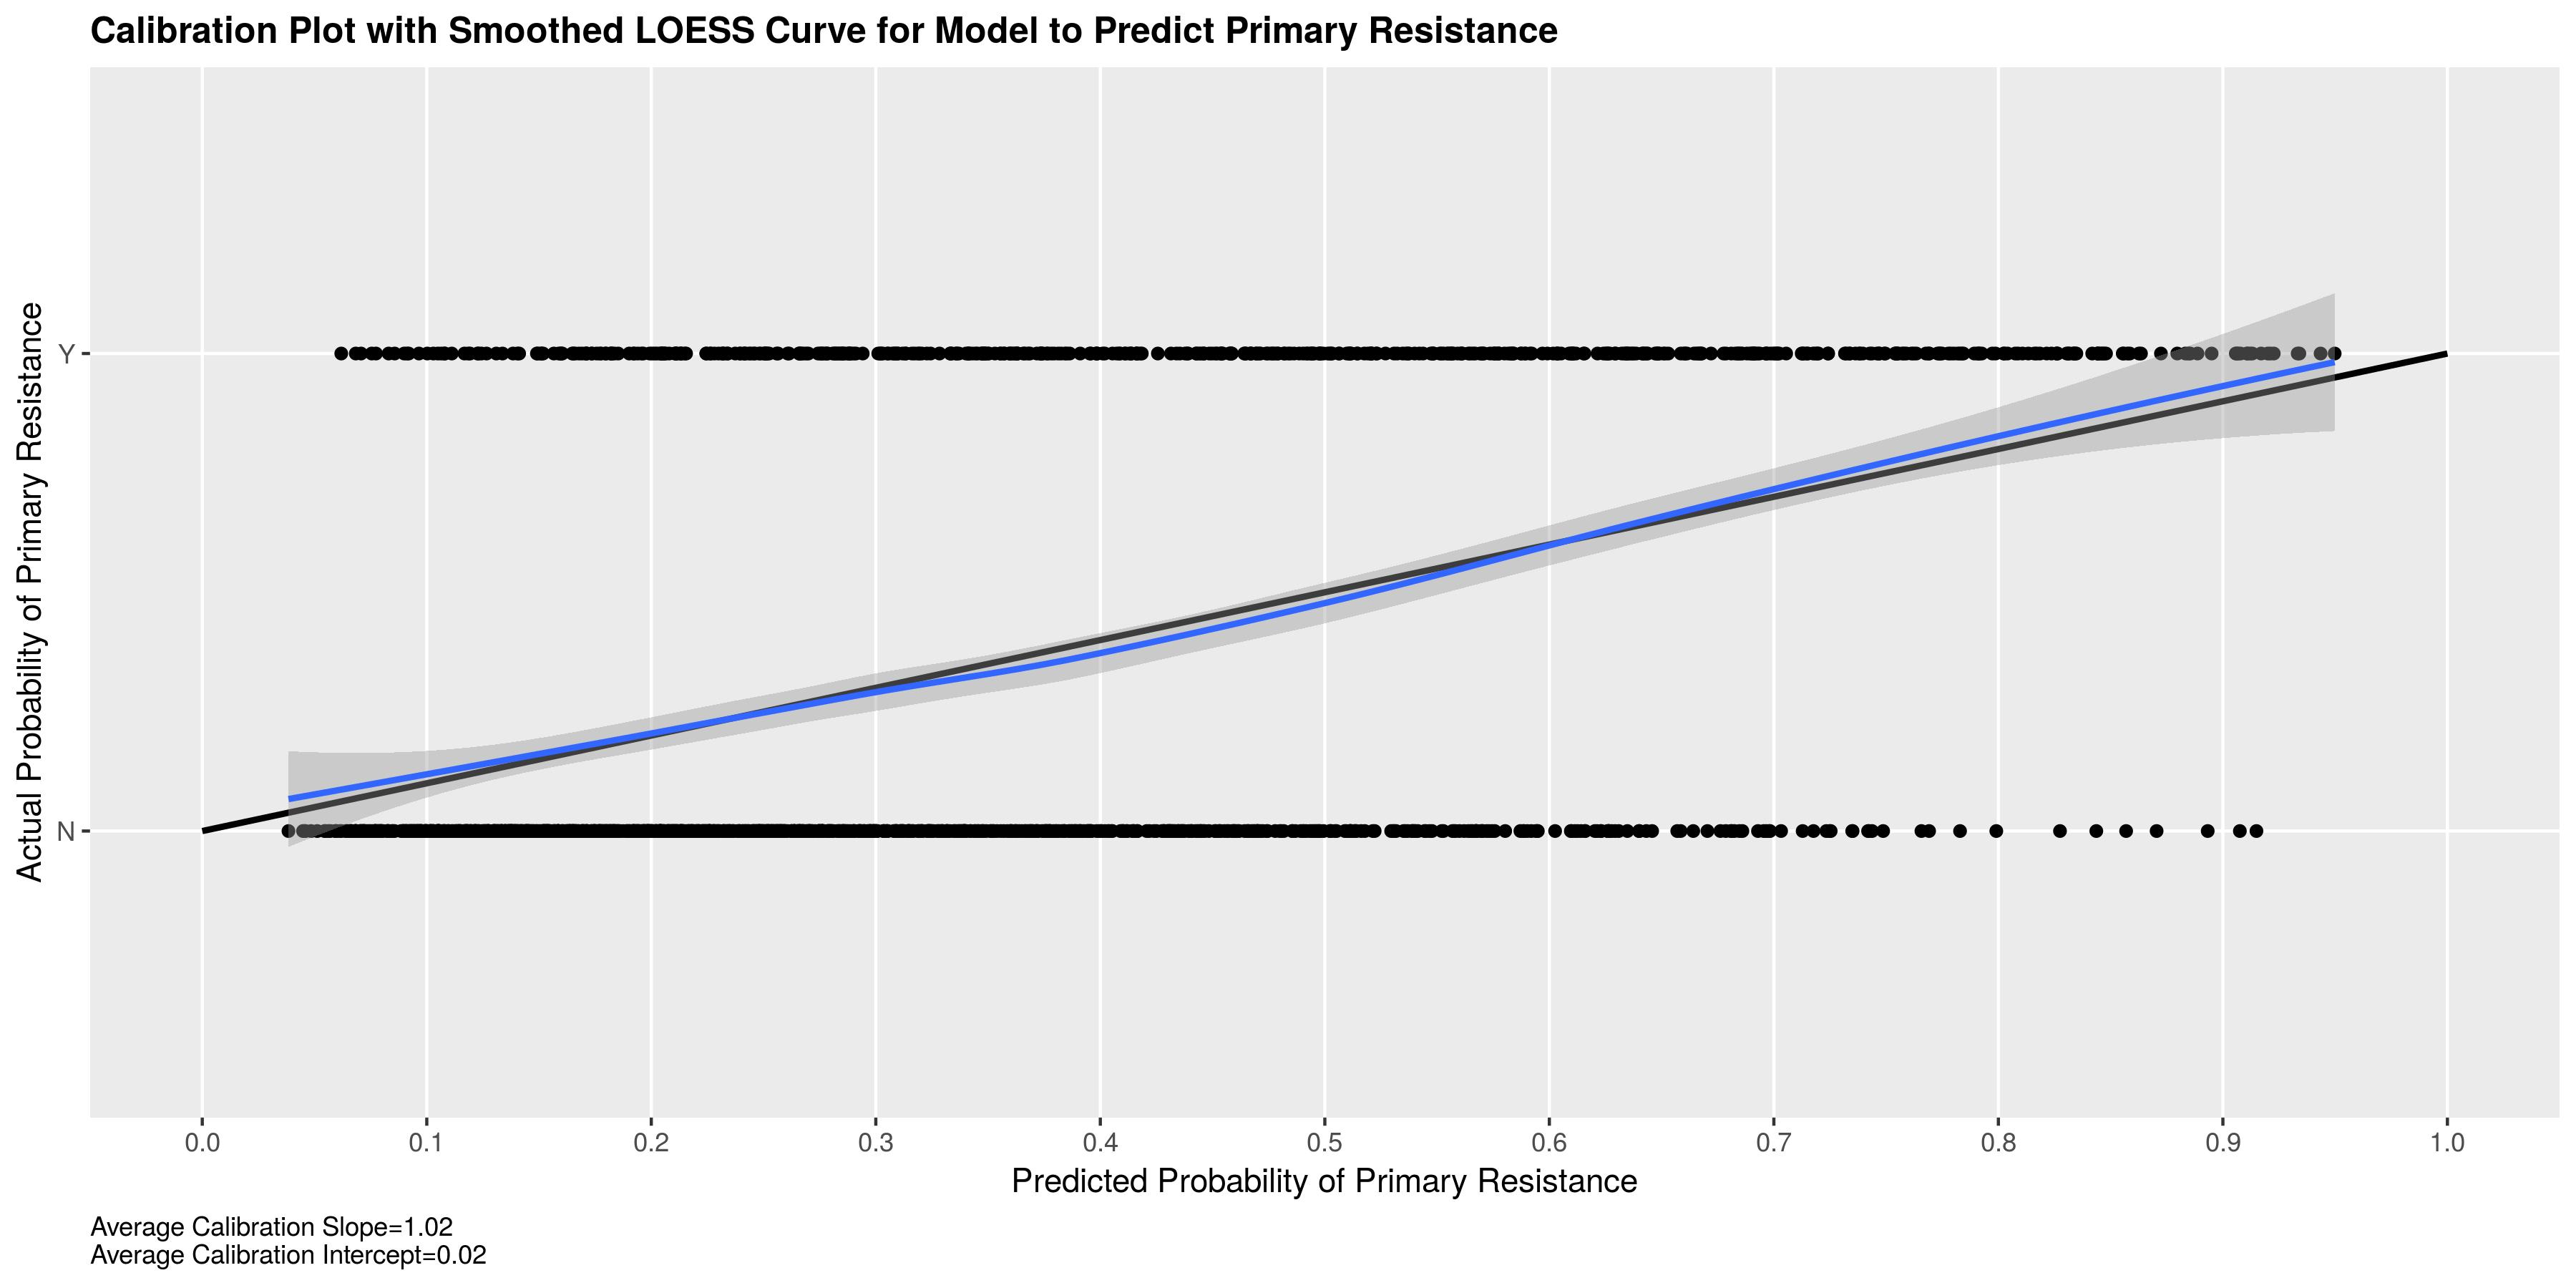 Calibration Plot with Smoothed LOESS Curve for Model to Predict Primary Resistance
Actual Probability of Primary Resistance
Y
N
0.0 0.1 0.2 0.3 0.4 0.5 0.6 0.7 0.8 0.9 1.0
Predicted Probability of Primary Resistance
Average Calibration Slope=1.02
Average Calibration Intercept=0.02